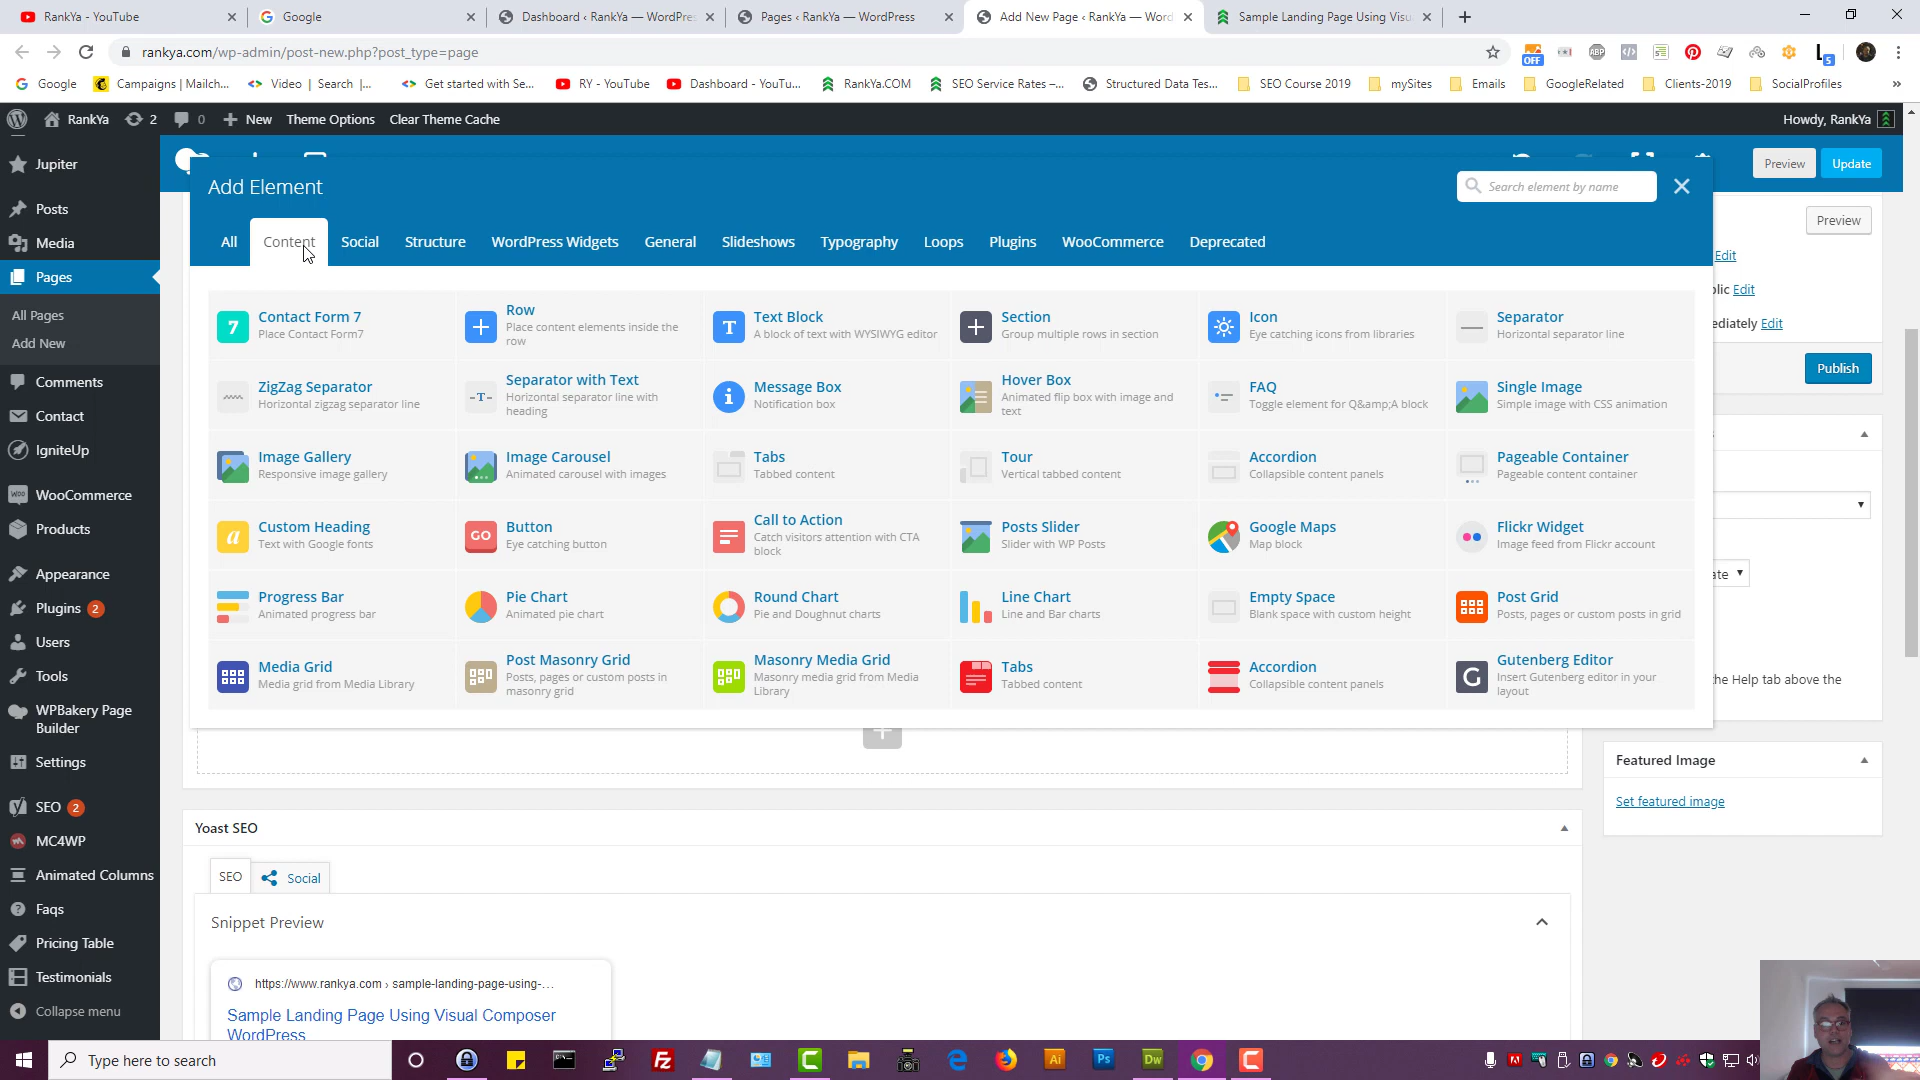 RankYa - YouTube
Google
Dashboard ‹ RankYa — WordPres
Pages ‹ RankYa — WordPress
Add New Page ‹ RankYa — Word
Sample Landing Page Using Visu
rankya.com/wp-admin/post-new.php?post_type=page
OFF
ABP
5
Google
Campaigns | Mailch...
Video | Search |...
Get started with Se...
RY - YouTube
Dashboard - YouTu...
RankYa.COM
SEO Service Rates –...
Structured Data Tes...
SEO Course 2019
mySites
Emails
GoogleRelated
Clients-2019
SocialProfiles
RankYa
2
0
New
Theme Options
Clear Theme Cache
Howdy, RankYa
Jupiter
Posts
Media
Pages
All Pages
Add New
Comments
Contact
IgniteUp
WooCommerce
Products
Appearance
Plugins 2
Users
Tools
WPBakery Page
Builder
Settings
SEO 2
MC4WP
Animated Columns
Faqs
Pricing Table
Testimonials
Collapse menu
Preview
Update
Add Element
Search element by name
All
Content
Social
Structure
WordPress Widgets
General
Slideshows
Typography
Loops
Plugins
WooCommerce
Deprecated
7
Contact Form 7
Place Contact Form7
Row
Place content elements inside the
row
T
Text Block
A block of text with WYSIWYG editor
Section
Group multiple rows in section
Icon
Eye catching icons from libraries
Separator
Horizontal separator line
ZigZag Separator
Horizontal zigzag separator line
-T-
Separator with Text
Horizontal separator line with
heading
i
Message Box
Notification box
Hover Box
Animated flip box with image and
text
FAQ
Toggle element for Q&amp;A block
Single Image
Simple image with CSS animation
Image Gallery
Responsive image gallery
Image Carousel
Animated carousel with images
Tabs
Tabbed content
Tour
Vertical tabbed content
Accordion
Collapsible content panels
Pageable Container
Pageable content container
a
Custom Heading
Text with Google fonts
GO
Button
Eye catching button
Call to Action
Catch visitors attention with CTA
block
Posts Slider
Slider with WP Posts
Google Maps
Map block
Flickr Widget
Image feed from Flickr account
Progress Bar
Animated progress bar
Pie Chart
Animated pie chart
Round Chart
Pie and Doughnut charts
Line Chart
Line and Bar charts
Empty Space
Blank space with custom height
Post Grid
Posts, pages or custom posts in grid
Media Grid
Media grid from Media Library
Post Masonry Grid
Posts, pages or custom posts in
masonry grid
Masonry Media Grid
Masonry media grid from Media
Library
Tabs
Tabbed content
Accordion
Collapsible content panels
G
Gutenberg Editor
Insert Gutenberg editor in your
layout
Preview
Edit
blic Edit
nediately Edit
Publish
ate
the Help tab above the
Featured Image
Set featured image
Yoast SEO
SEO
Social
Snippet Preview
https://www.rankya.com › sample-landing-page-using-...
Sample Landing Page Using Visual Composer
WordPress
Type here to search
Fz
Ai
Ps
Dw